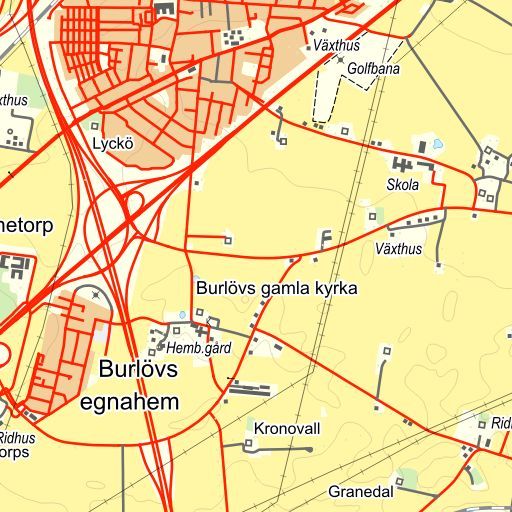 Växthus
Golfbana
xthus
Lyckö
Skola
netorp
Växthus
Burlövs gamla kyrka
Hemb.gård
Burlövs
egnahem
Kronovall
Ridhus
orps
Rid
Granedal